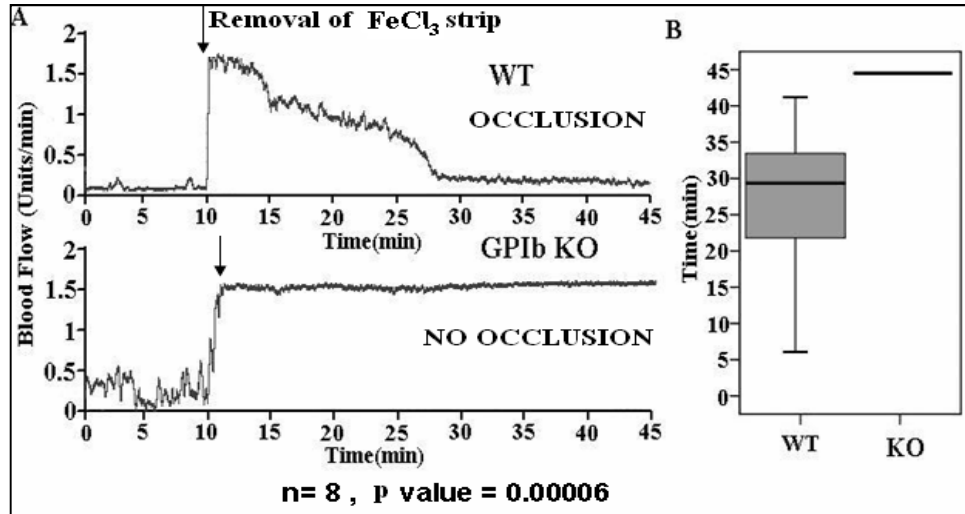 A
Removal of FeCl3 strip
2
1.5
1
0.5
0
WT
OCCLUSION
0 5 10 15 20 25 30 35 40 45
Time(min)
Blood Flow (Units/min)
GPIb KO
2
1.5
1
0.5
0
NO OCCLUSION
0 5 10 15 20 25 30 35 40 45
Time(min)
B
45
40
35
30
25
20
15
10
5
0
Time(min)
WT KO
n= 8 , p value = 0.00006